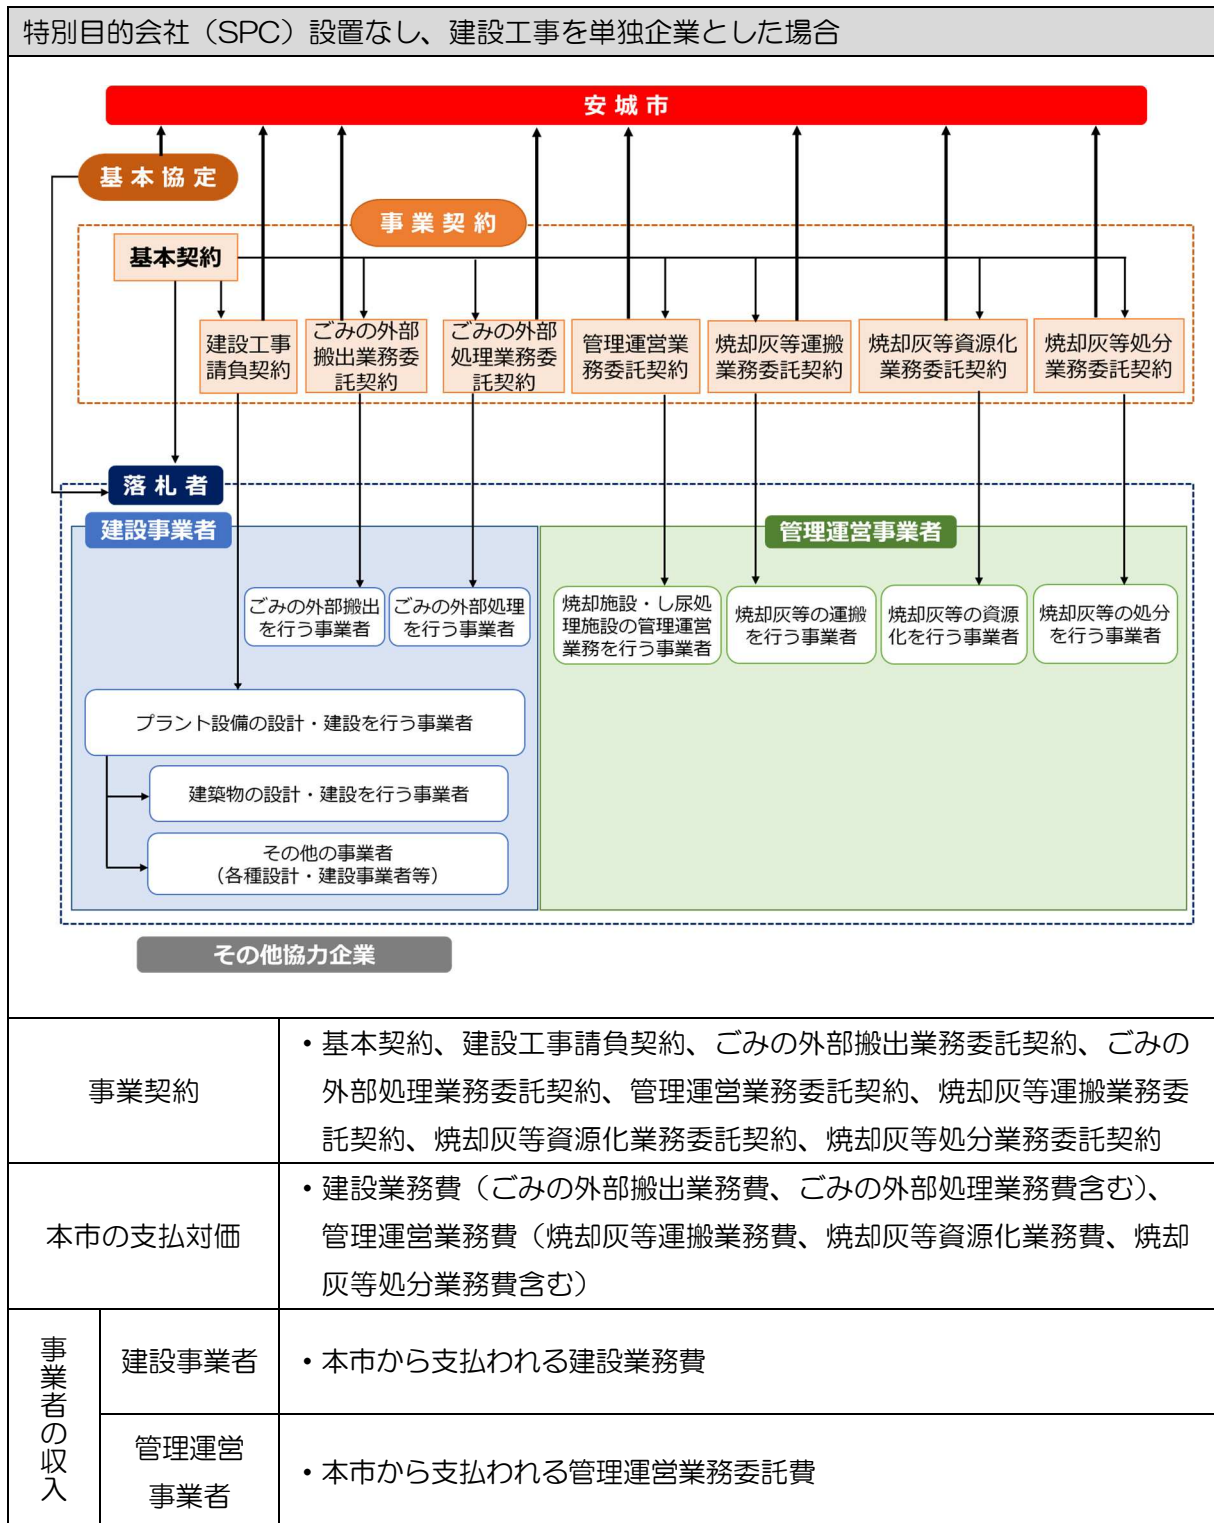 特別目的会社（SPC）設置なし、建設工事を単独企業とした場合
安城市
基本協定
事業契約
基本契約
建設工事
請負契約
ごみの外部
搬出業務委
託契約
ごみの外部
処理業務委
託契約
管理運営業
務委託契約
焼却灰等運搬
業務委託契約
焼却灰等資源化
業務委託契約
焼却灰等処分
業務委託契約
落札者
建設事業者
管理運営事業者
ごみの外部搬出
を行う事業者
ごみの外部処理
を行う事業者
焼却施設・し尿処
理施設の管理運営
業務を行う事業者
焼却灰等の運搬
を行う事業者
焼却灰等の資源
化を行う事業者
焼却灰等の処分
を行う事業者
プラント設備の設計・建設を行う事業者
建築物の設計・建設を行う事業者
その他の事業者
（各種設計・建設事業者等）
その他協力企業
事業契約
・基本契約、建設工事請負契約、ごみの外部搬出業務委託契約、ごみの
外部処理業務委託契約、管理運営業務委託契約、焼却灰等運搬業務委
託契約、焼却灰等資源化業務委託契約、焼却灰等処分業務委託契約
本市の支払対価
・建設業務費（ごみの外部搬出業務費、ごみの外部処理業務費含む）、
管理運営業務費（焼却灰等運搬業務費、焼却灰等資源化業務費、焼却
灰等処分業務費含む）
事業者の収入
建設事業者
・本市から支払われる建設業務費
管理運営
事業者
・本市から支払われる管理運営業務委託費